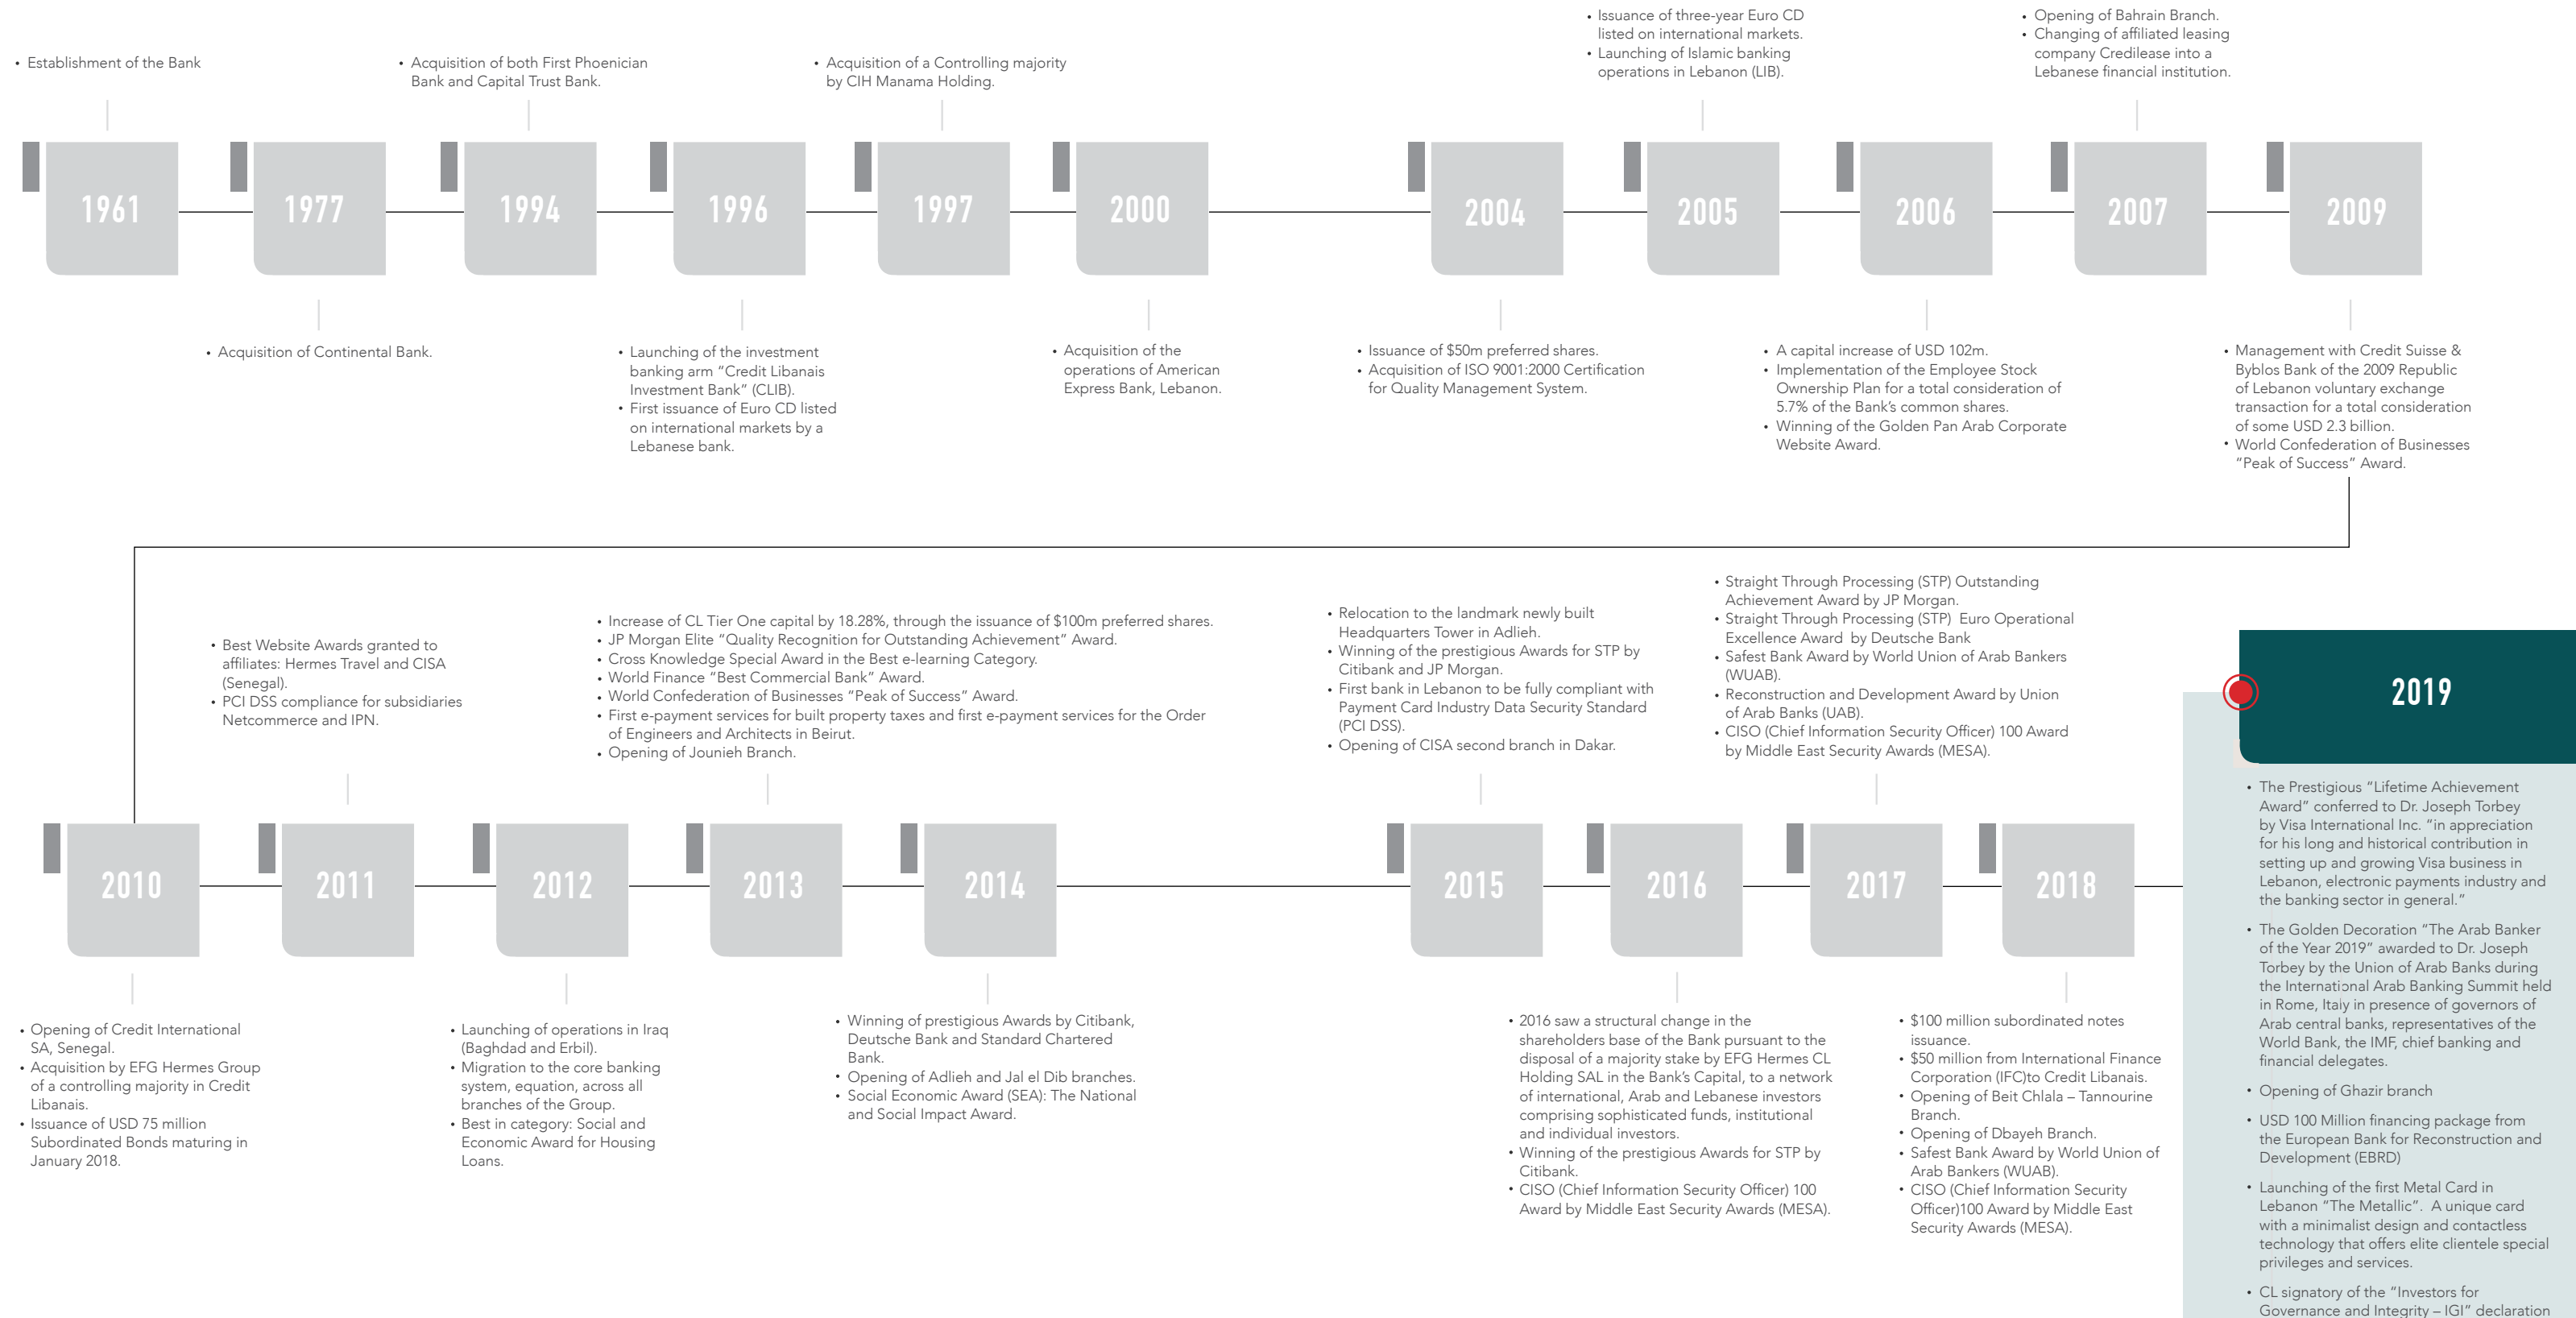 • Establishment of the Bank
1961
1977
• Acquisition of Continental Bank.
• Acquisition of both First Phoenician
Bank and Capital Trust Bank.
1994
1996
• Launching of the investment
banking arm “Credit Libanais
Investment Bank” (CLIB).
• First issuance of Euro CD listed
on international markets by a
Lebanese bank.
• Acquisition of a Controlling majority
by CIH Manama Holding.
1997
2000
• Acquisition of the
operations of American
Express Bank, Lebanon.
2004
• Issuance of $50m preferred shares.
• Acquisition of ISO 9001:2000 Certification
for Quality Management System.
• Issuance of three-year Euro CD
listed on international markets.
• Launching of Islamic banking
operations in Lebanon (LIB).
2005
2006
• A capital increase of USD 102m.
• Implementation of the Employee Stock
Ownership Plan for a total consideration of
5.7% of the Bank’s common shares.
• Winning of the Golden Pan Arab Corporate
Website Award.
• Opening of Bahrain Branch.
• Changing of affiliated leasing
company Credilease into a
Lebanese financial institution.
2007
2009
• Management with Credit Suisse &
Byblos Bank of the 2009 Republic
of Lebanon voluntary exchange
transaction for a total consideration
of some USD 2.3 billion.
• World Confederation of Businesses
“Peak of Success” Award.
2010
• Opening of Credit International
SA, Senegal.
• Acquisition by EFG Hermes Group
of a controlling majority in Credit
Libanais.
• Issuance of USD 75 million
Subordinated Bonds maturing in
January 2018.
• Best Website Awards granted to
affiliates: Hermes Travel and CISA
(Senegal).
• PCI DSS compliance for subsidiaries
Netcommerce and IPN.
2011
2012
• Launching of operations in Iraq
(Baghdad and Erbil).
• Migration to the core banking
system, equation, across all
branches of the Group.
• Best in category: Social and
Economic Award for Housing
Loans.
• Increase of CL Tier One capital by 18.28%, through the issuance of $100m preferred shares.
• JP Morgan Elite “Quality Recognition for Outstanding Achievement” Award.
• Cross Knowledge Special Award in the Best e-learning Category.
• World Finance “Best Commercial Bank” Award.
• World Confederation of Businesses “Peak of Success” Award.
• First e-payment services for built property taxes and first e-payment services for the Order
of Engineers and Architects in Beirut.
• Opening of Jounieh Branch.
2013
2014
• Winning of prestigious Awards by Citibank,
Deutsche Bank and Standard Chartered
Bank.
• Opening of Adlieh and Jal el Dib branches.
• Social Economic Award (SEA): The National
and Social Impact Award.
• Relocation to the landmark newly built
Headquarters Tower in Adlieh.
• Winning of the prestigious Awards for STP by
Citibank and JP Morgan.
• First bank in Lebanon to be fully compliant with
Payment Card Industry Data Security Standard
(PCI DSS).
• Opening of CISA second branch in Dakar.
2015
2016
• 2016 saw a structural change in the
shareholders base of the Bank pursuant to the
disposal of a majority stake by EFG Hermes CL
Holding SAL in the Bank’s Capital, to a network
of international, Arab and Lebanese investors
comprising sophisticated funds, institutional
and individual investors.
• Winning of the prestigious Awards for STP by
Citibank.
• CISO (Chief Information Security Officer) 100
Award by Middle East Security Awards (MESA).
• Straight Through Processing (STP) Outstanding
Achievement Award by JP Morgan.
• Straight Through Processing (STP) Euro Operational
Excellence Award by Deutsche Bank
• Safest Bank Award by World Union of Arab Bankers
(WUAB).
• Reconstruction and Development Award by Union
of Arab Banks (UAB).
• CISO (Chief Information Security Officer) 100 Award
by Middle East Security Awards (MESA).
2017
2018
• $100 million subordinated notes
issuance.
• $50 million from International Finance
Corporation (IFC)to Credit Libanais.
• Opening of Beit Chlala – Tannourine
Branch.
• Opening of Dbayeh Branch.
• Safest Bank Award by World Union of
Arab Bankers (WUAB).
• CISO (Chief Information Security
Officer)100 Award by Middle East
Security Awards (MESA).
2019
• The Prestigious “Lifetime Achievement
Award” conferred to Dr. Joseph Torbey
by Visa International Inc. “in appreciation
for his long and historical contribution in
setting up and growing Visa business in
Lebanon, electronic payments industry and
the banking sector in general.”
• The Golden Decoration “The Arab Banker
of the Year 2019” awarded to Dr. Joseph
Torbey by the Union of Arab Banks during
the International Arab Banking Summit held
in Rome, Italy in presence of governors of
Arab central banks, representatives of the
World Bank, the IMF, chief banking and
financial delegates.
• Opening of Ghazir branch
• USD 100 Million financing package from
the European Bank for Reconstruction and
Development (EBRD)
• Launching of the first Metal Card in
Lebanon “The Metallic”. A unique card
with a minimalist design and contactless
technology that offers elite clientele special
privileges and services.
• CL signatory of the “Investors for
Governance and Integrity – IGI” declaration